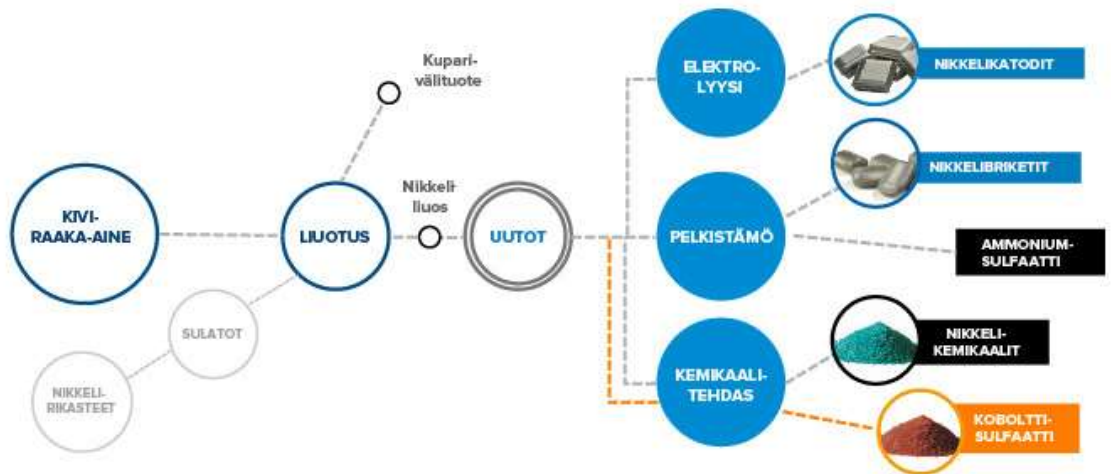 Kupari-
välituote
KIVI-
RAAKA-AINE
LIUOTUS
Nikkeli-
liuos
UUTOT
SULATOT
NIKKELI-
RIKASTEET
ELEKTRO-
LYYSI
NIKKELIKATODIT
NIKKELIBRIKETIT
PELKISTÄMÖ
AMMONIUM-
SULFAATTI
NIKKELI-
KEMIKAALIT
KEMIKAALI-
TEHDAS
KOBOLTTI-
SULFAATTI